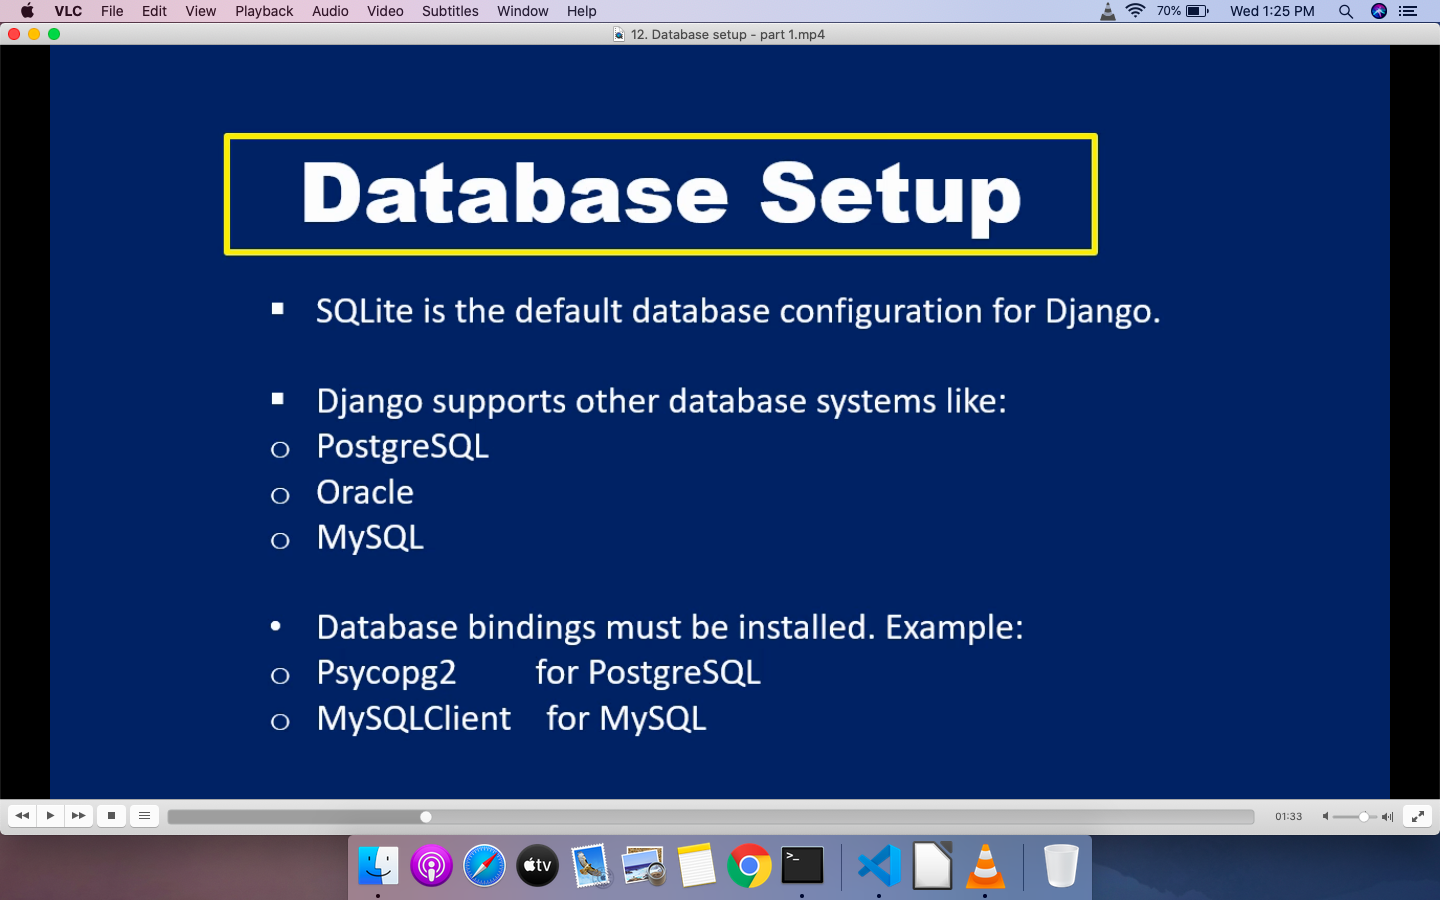 VLC File Edit View Playback Audio Video Subtitles Window Help 70% Wed 1:25 PM
12. Database setup - part 1.mp4
Database Setup
▪ SQLite is the default database configuration for Django.
▪ Django supports other database systems like:
o PostgreSQL
o Oracle
o MySQL
• Database bindings must be installed. Example:
o Psycopg2 for PostgreSQL
o MySQLClient for MySQL
01:33
tv
>_